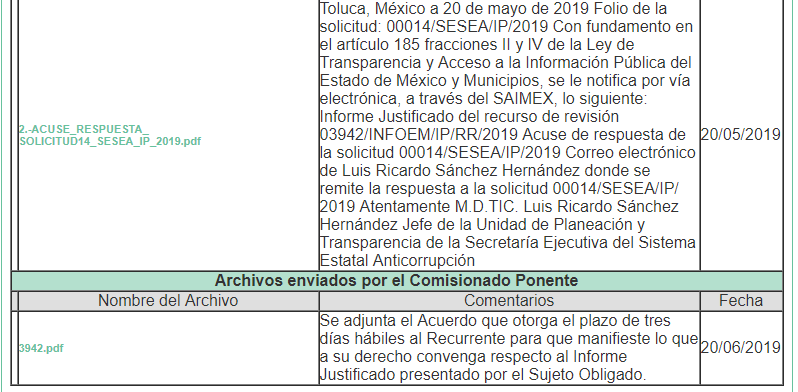 Toluca, México a 20 de mayo de 2019 Folio de la
solicitud: 00014/SESEA/IP/2019 Con fundamento en
el artículo 185 fracciones II y IV de la Ley de
Transparencia y Acceso a la Información Pública del
Estado de México y Municipios, se le notifica por vía
electrónica, a través del SAIMEX, lo siguiente:
Informe Justificado del recurso de revisión
2.-ACUSE_RESPUESTA_
SOLICITUD14_SESEA_IP_2019.pdf
03942/INFOEM/IP/RR/2019 Acuse de respuesta de
20/05/2019
la solicitud 00014/SESEA/IP/2019 Correo electrónico
de Luis Ricardo Sánchez Hernández donde se
remite la respuesta a la solicitud 00014/SESEA/IP/
2019 Atentamente M.D.TIC. Luis Ricardo Sánchez
Hernández Jefe de la Unidad de Planeación y
Transparencia de la Secretaría Ejecutiva del Sistema
Estatal Anticorrupción
Archivos enviados por el Comisionado Ponente
Nombre del Archivo Comentarios Fecha
3942.pdf
Se adjunta el Acuerdo que otorga el plazo de tres
días hábiles al Recurrente para que manifieste lo que
a su derecho convenga respecto al Informe
Justificado presentado por el Sujeto Obligado.
20/06/2019